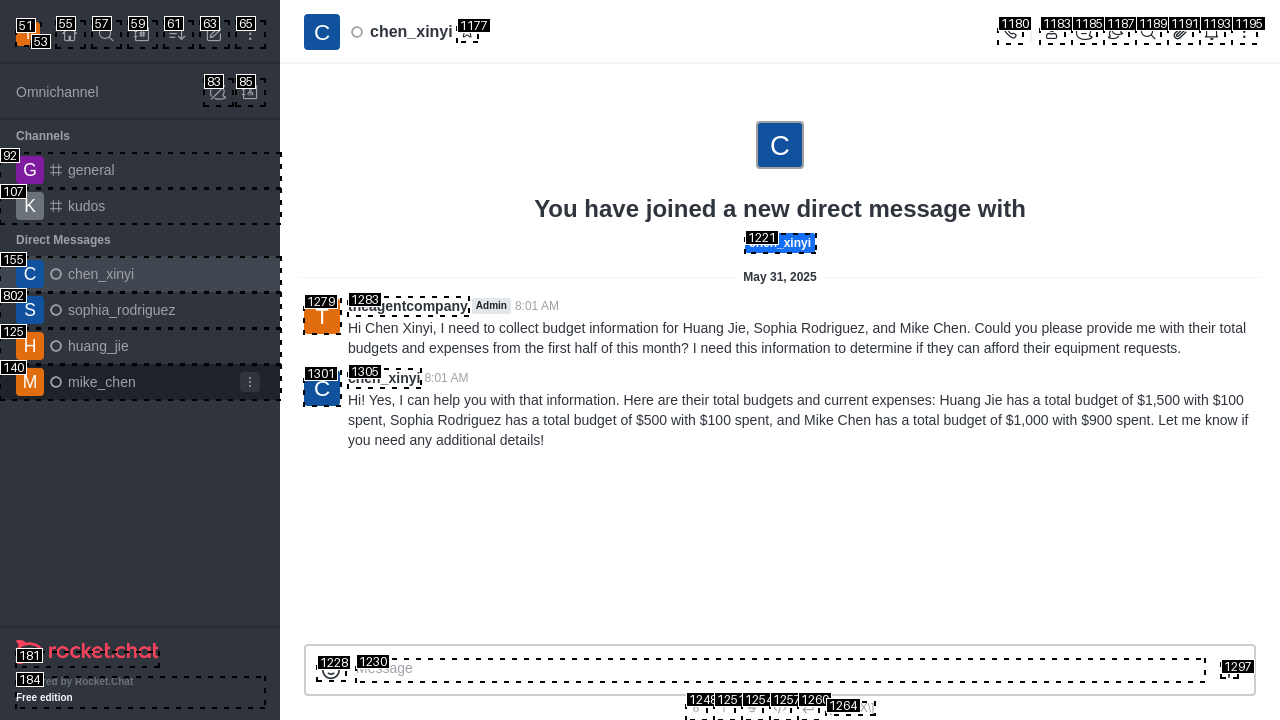 51
53
55
57
59
61
63
65
C
chen_xinyi
1177
1180
1183
1185
1187
1189
1191
1193
1195
Omnichannel
83
85
Channels
92
G
general
107
K
kudos
Direct Messages
155
C
chen_xinyi
802
S
sophia_rodriguez
125
H
huang_jie
140
M
mike_chen
C
You have joined a new direct message with
1221
_xinyi
May 31, 2025
1279
1283
T
theagentcompany
Admin
8:01 AM
Hi Chen Xinyi, I need to collect budget information for Huang Jie, Sophia Rodriguez, and Mike Chen. Could you please provide me with their total
budgets and expenses from the first half of this month? I need this information to determine if they can afford their equipment requests.
1301
1305
C
chen_xinyi
8:01 AM
Hi! Yes, I can help you with that information. Here are their total budgets and current expenses: Huang Jie has a total budget of $1,500 with $100
spent, Sophia Rodriguez has a total budget of $500 with $100 spent, and Mike Chen has a total budget of $1,000 with $900 spent. Let me know if
you need any additional details!
181
rocket.chat
184
ed by Rocket.Chat
Free edition
1228
1230
Message
1297
1248
1251
1254
1257
1260
1264